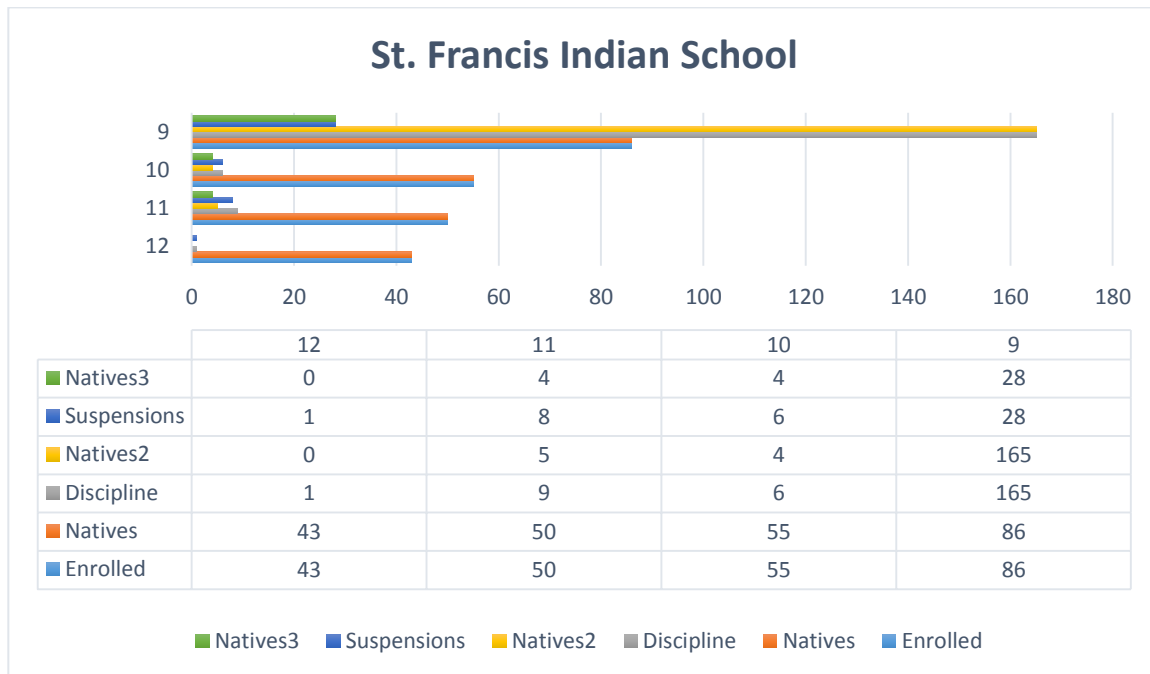 St. Francis Indian School
9
10
11
12
0 20 40 60 80 100 120 140 160 180
12 11 10 9
Natives3 0 4 4 28
Suspensions 1 8 6 28
Natives2 0 5 4 165
Discipline 1 9 6 165
Natives 43 50 55 86
Enrolled 43 50 55 86
Natives3 Suspensions Natives2 Discipline Natives Enrolled